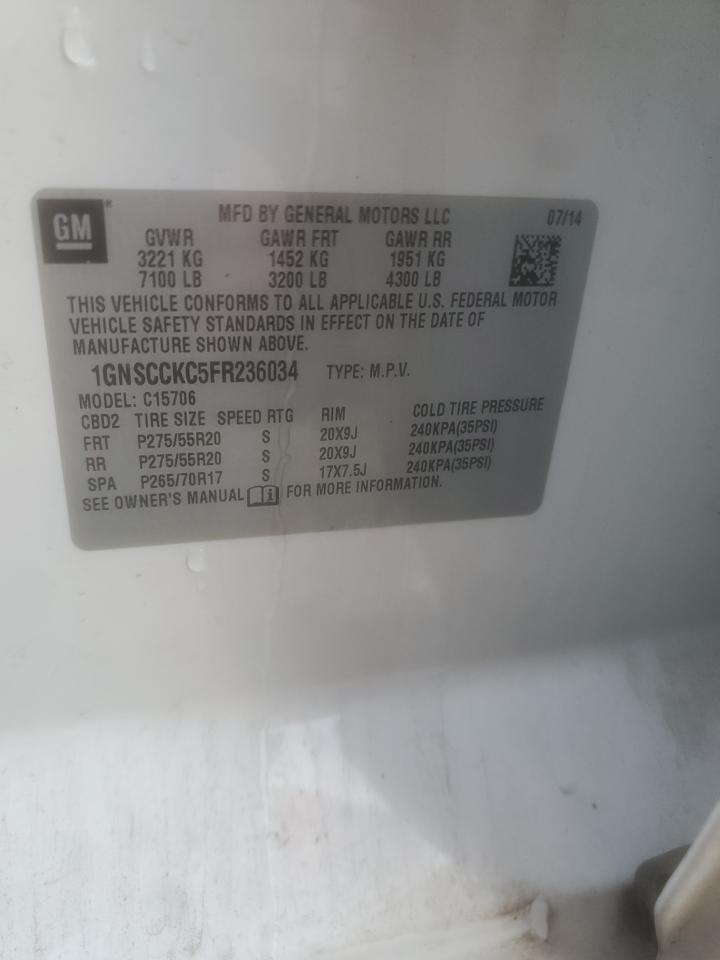 GM ® MFD BY GENERAL MOTORS LLC 07/14
GVWR GAWR FRT GAWR RR
3221 KG 1452 KG 1951 KG
7100 LB 3200 LB 4300 LB
THIS VEHICLE CONFORMS TO ALL APPLICABLE U.S. FEDERAL MOTOR
VEHICLE SAFETY STANDARDS IN EFFECT ON THE DATE OF
MANUFACTURE SHOWN ABOVE.
1GNSCCKC5FR236034 TYPE: M.P.V.
MODEL: C15706
CBD2 TIRE SIZE SPEED RTG RIM COLD TIRE PRESSURE
FRT P275/55R20 S 20X9J 240KPA(35PSI)
RR P275/55R20 S 20X9J 240KPA(35PSI)
SPA P265/70R17 S 17X7.5J 240KPA(35PSI)
SEE OWNER'S MANUAL i FOR MORE INFORMATION.